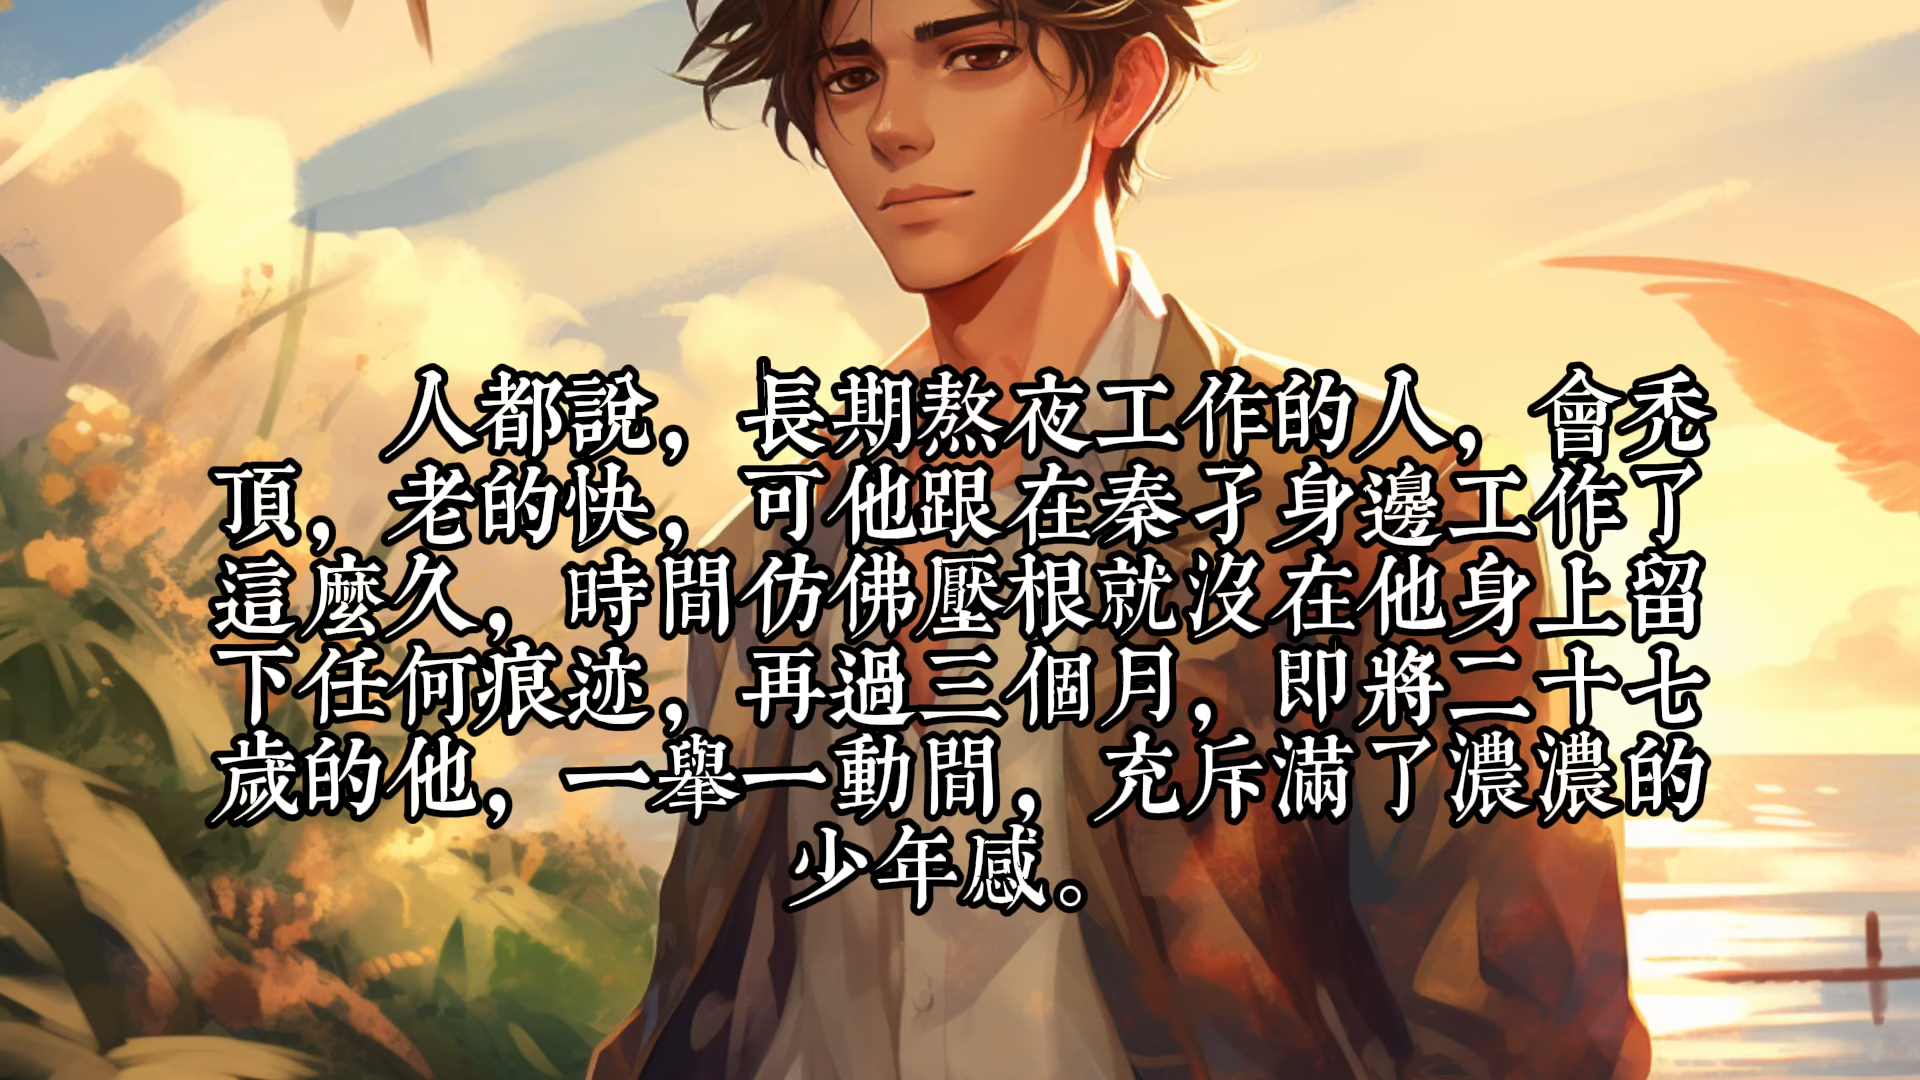 人都說，長期熬夜工作的人，會禿
頂，老的快，可他跟在秦孑身邊工作了
這麼久，時間仿佛壓根就沒在他身上留
下任何痕迹，再過三個月，即將二十七
歲的他，一舉一動間，充斥滿了濃濃的
少年感。